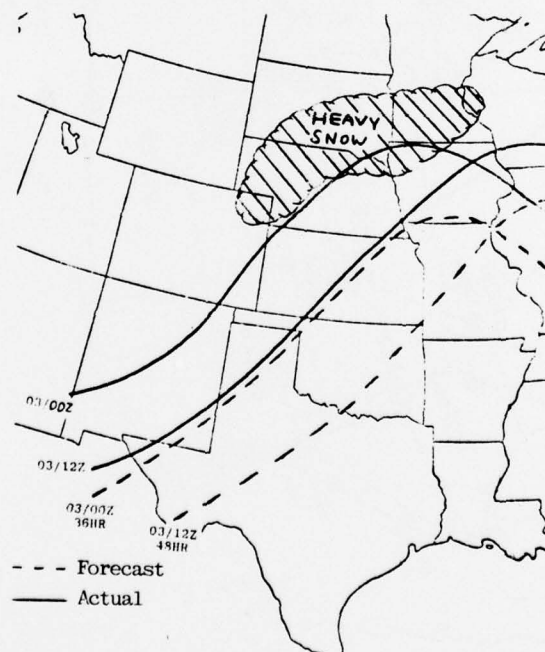 HEAVY
SNOW
03/00Z
03/12Z
03/00Z
36HR
03/12Z
48HR
Forecast
Actual